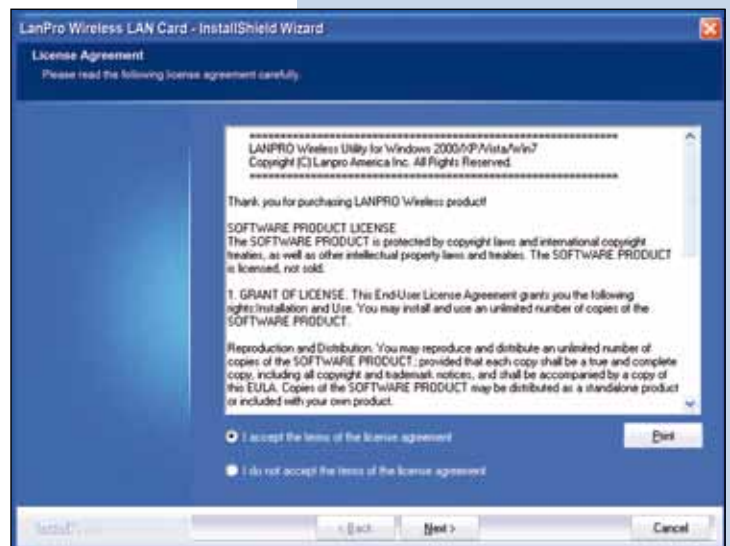 LanPro Wireless LAN Card - InstallShield Wizard
License Agreement
Please read the following license agreement carefully.
LANPRO Wireless Utility for Windows 2000/XP/Vista/Win7
Copyright (C) Lanpro America Inc. All Rights Reserved.
Thank you for purchasing LANPRO Wireless product!
SOFTWARE PRODUCT LICENSE
The SOFTWARE PRODUCT is protected by copyright laws and international copyright
treaties, as well as other intellectual property laws and treaties. The SOFTWARE PRODUCT
is licensed, not sold.
1. GRANT OF LICENSE. This End-User License Agreement grants you the following
rights:Installation and Use. You may install and use an unlimited number of copies of the
SOFTWARE PRODUCT.
Reproduction and Distribution. You may reproduce and distribute an unlimited number of
copies of the SOFTWARE PRODUCT; provided that each copy shall be a true and complete
copy, including all copyright and trademark notices, and shall be accompanied by a copy of
this EULA. Copies of the SOFTWARE PRODUCT may be distributed as a standalone product
or included with your own product.
I accept the terms of the license agreement
Print
I do not accept the terms of the license agreement
< Back
Next >
Cancel